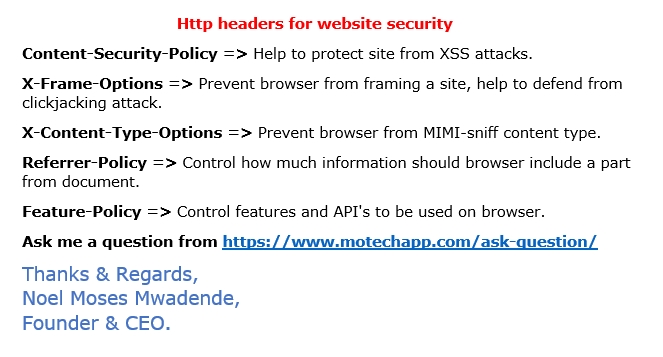 Http headers for website security
Content-Security-Policy => Help to protect site from XSS attacks.
X-Frame-Options => Prevent browser from framing a site, help to defend from
clickjacking attack.
X-Content-Type-Options => Prevent browser from MIMI-sniff content type.
Referrer-Policy => Control how much information should browser include a part
from document.
Feature-Policy => Control features and API's to be used on browser.
Ask me a question from https://www.motechapp.com/ask-question/
Thanks & Regards,
Noel Moses Mwadende,
Founder & CEO.